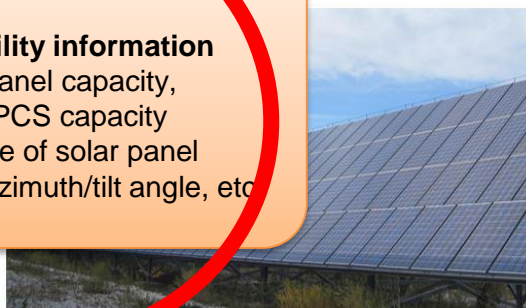 ility information
anel capacity,
PCS capacity
e of solar panel
zimuth/tilt angle, etc